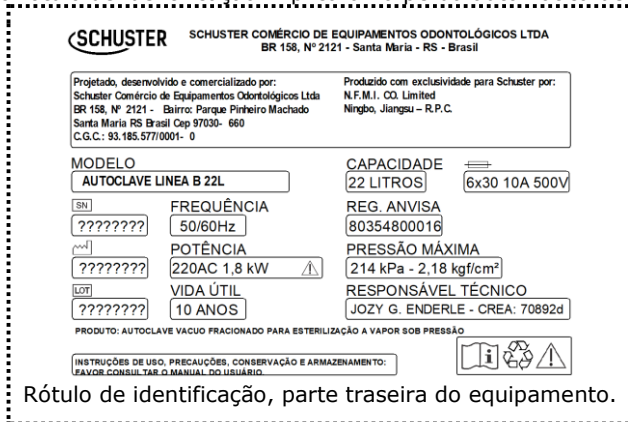 SCHUSTER
SCHUSTER COMÉRCIO DE EQUIPAMENTOS ODONTOLÓGICOS LTDA
BR 158, Nº 2121 - Santa Maria - RS - Brasil
Projetado, desenvolvido e comercializado por:
Schuster Comércio de Equipamentos Odontológicos Ltda
BR 158, Nº 2121 - Bairro: Parque Pinheiro Machado
Santa Maria RS Brasil Cep 97030- 660
C.G.C.: 93.185.577/0001- 0
Produzido com exclusividade para Schuster por:
N.F.M.I. CO. Limited
Ningbo, Jiangsu – R.P.C.
MODELO
AUTOCLAVE LINEA B 22L
CAPACIDADE
22 LITROS
6x30 10A 500V
SN
????????
FREQUÊNCIA
50/60Hz
REG. ANVISA
80354800016
????????
POTÊNCIA
220AC 1,8 kW
PRESSÃO MÁXIMA
214 kPa - 2,18 kgf/cm²
LOT
????????
VIDA ÚTIL
10 ANOS
RESPONSÁVEL TÉCNICO
JOZY G. ENDERLE - CREA: 70892d
PRODUTO: AUTOCLAVE VACUO FRACIONADO PARA ESTERILIZAÇÃO A VAPOR SOB PRESSÃO
INSTRUÇÕES DE USO, PRECAUÇÕES, CONSERVAÇÃO E ARMAZENAMENTO:
FAVOR CONSULTAR O MANUAL DO USUÁRIO
Rótulo de identificação, parte traseira do equipamento.